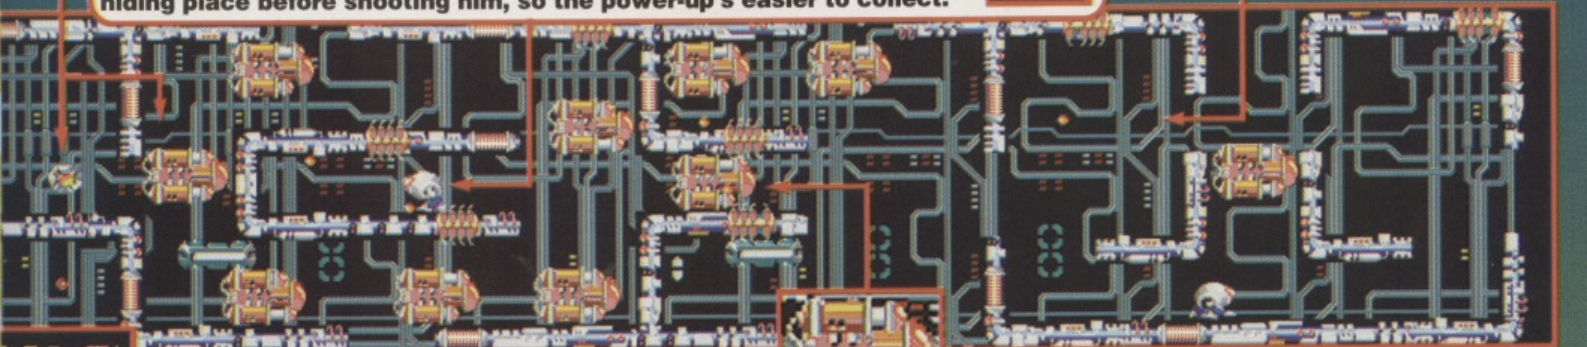 hiding place before shooting him, so the power-up's easier to collect.